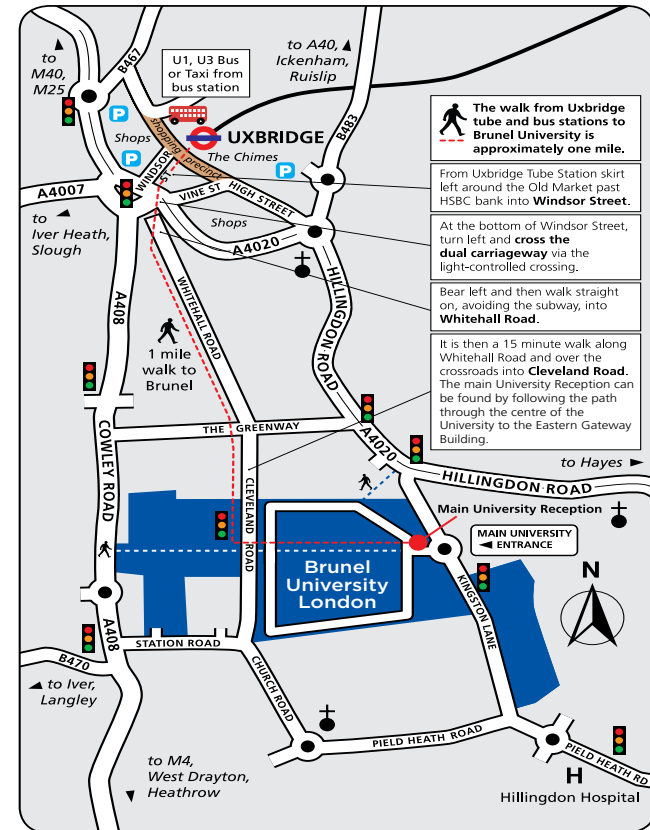 to
M40,
M25
B467
U1, U3 Bus
or Taxi from
bus station
to A40,
Ickenham,
Ruislip
B483
P
Shops
shopping precinct
UXBRIDGE
P
The Chimes
P
WINDSOR ST
VINE ST
HIGH STREET
Shops
A4007
to
Iver Heath,
Slough
A4020
The walk from Uxbridge
tube and bus stations to
Brunel University is
approximately one mile.
From Uxbridge Tube Station skirt
left around the Old Market past
HSBC bank into Windsor Street.
At the bottom of Windsor Street,
turn left and cross the
dual carriageway via the
light-controlled crossing.
Bear left and then walk straight
on, avoiding the subway, into
Whitehall Road.
It is then a 15 minute walk along
Whitehall Road and over the
crossroads into Cleveland Road.
The main University Reception can
be found by following the path
through the centre of the
University to the Eastern Gateway
Building.
A408
WHITEHALL ROAD
HILLINGDON ROAD
1 mile
walk to
Brunel
THE GREENWAY
A4020
COWLEY ROAD
to Hayes
HILLINGDON ROAD
CLEVELAND ROAD
Main University Reception
MAIN UNIVERSITY
ENTRANCE
Brunel
University
London
KINGSTON LANE
N
A408
STATION ROAD
B470
to Iver,
Langley
CHURCH ROAD
PIELD HEATH ROAD
PIELD HEATH RD
to M4,
West Drayton,
Heathrow
H
Hillingdon Hospital